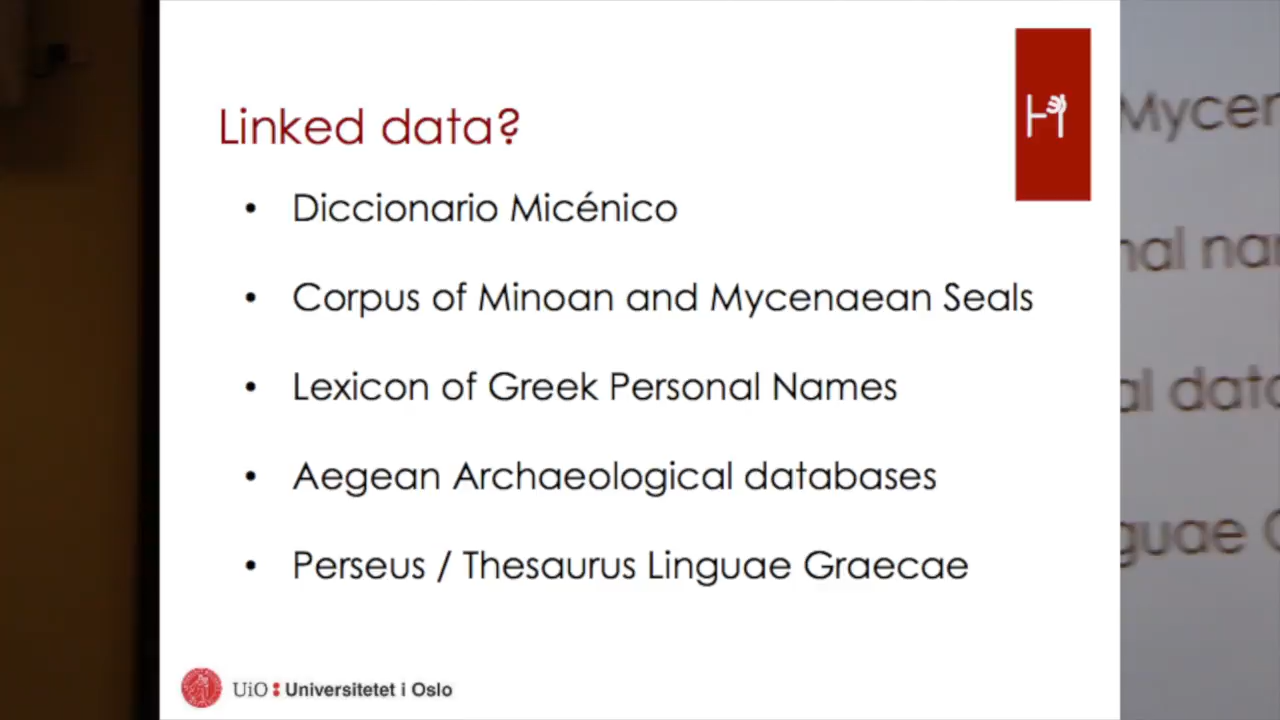 Linked data?
• Diccionario Micénico
• Corpus of Minoan and Mycenaean Seals
• Lexicon of Greek Personal Names
• Aegean Archaeological databases
• Perseus / Thesaurus Linguae Graecae
UiO Universitetet i Oslo